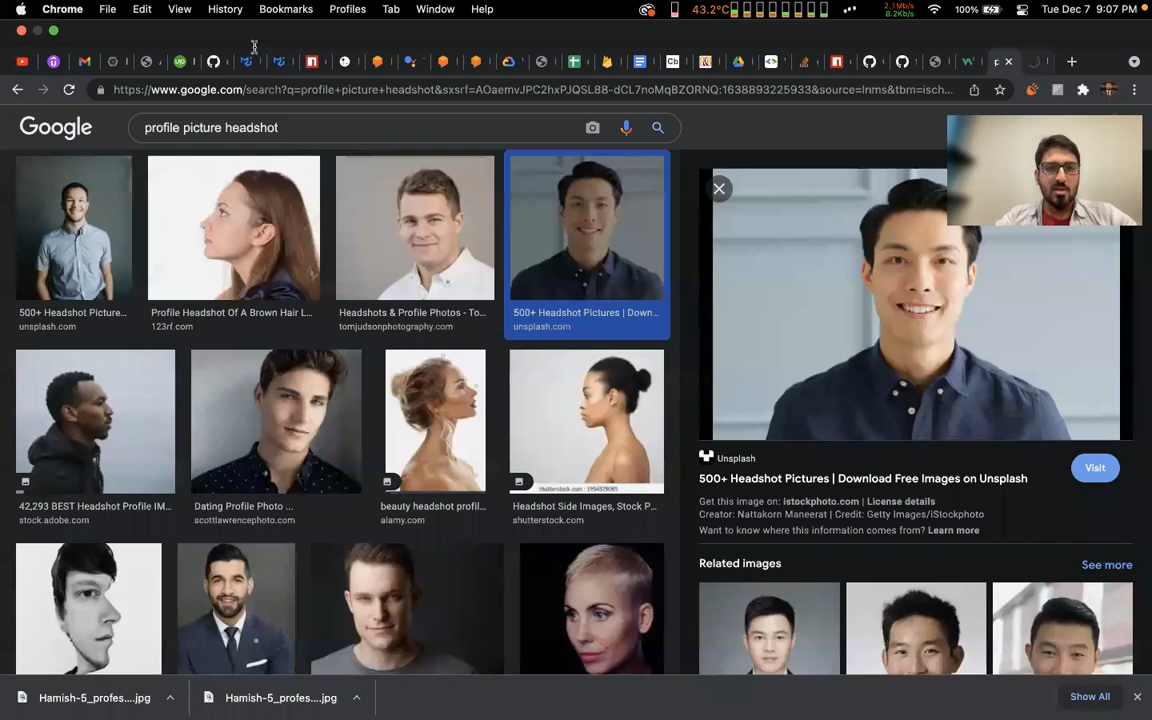 Chrome File Edit View History Bookmarks Profiles Tab Window Help 43.2°C 2.1Mb/s 8.2Kb/s 100% Tue Dec 7 9:07 PM
https://www.google.com/search?q=profile+picture+headshot&sxsrf=AOaemvJPC2hxPJQSL88-dCL7noMqBZORNQ:1638893225933&source=lnms&tbm=isch...
Google profile picture headshot
500+ Headshot Picture...
unsplash.com
Profile Headshot Of A Brown Hair L...
123rf.com
Headshots & Profile Photos - To...
tomjudsonphotography.com
500+ Headshot Pictures | Down...
unsplash.com
42,293 BEST Headshot Profile IM...
stock.adobe.com
Dating Profile Photo ...
scottlawrencephoto.com
beauty headshot profil...
alamy.com
shutterstock.com · 1954329085
Headshot Side Images, Stock P...
shutterstock.com
Unsplash
500+ Headshot Pictures | Download Free Images on Unsplash
Visit
Get this image on: istockphoto.com | License details
Creator: Nattakorn Maneerat | Credit: Getty Images/iStockphoto
Want to know where this information comes from? Learn more
Related images See more
Hamish-5_profes....jpg Hamish-5_profes....jpg Show All